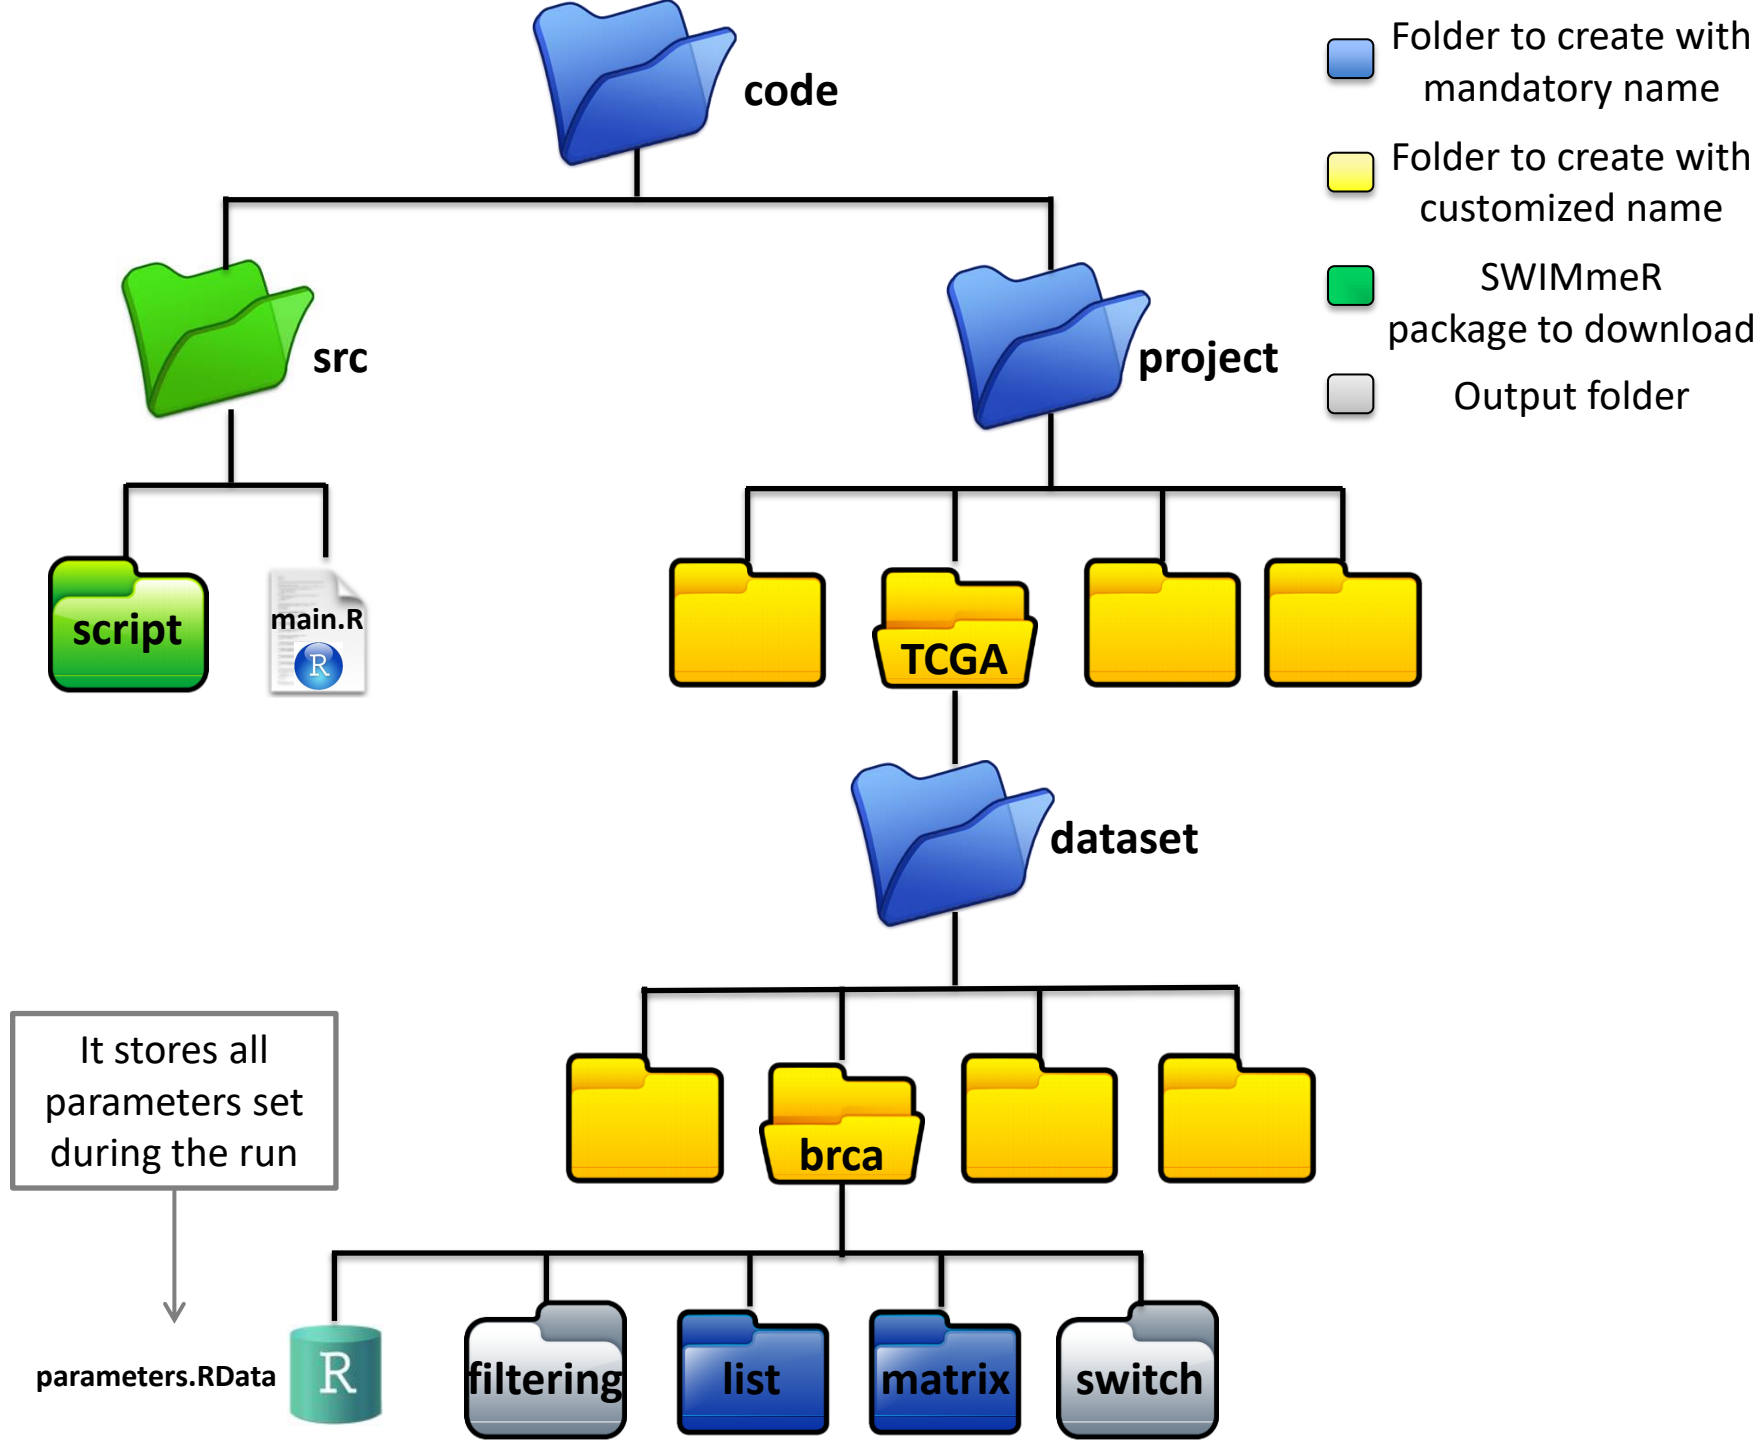 code
Folder to create with
mandatory name
Folder to create with
customized name
SWIMmeR
package to download
Output folder
src
project
script
main.R
R
TCGA
dataset
It stores all
parameters set
during the run
brca
parameters.RData
R
filtering
list
matrix
switch